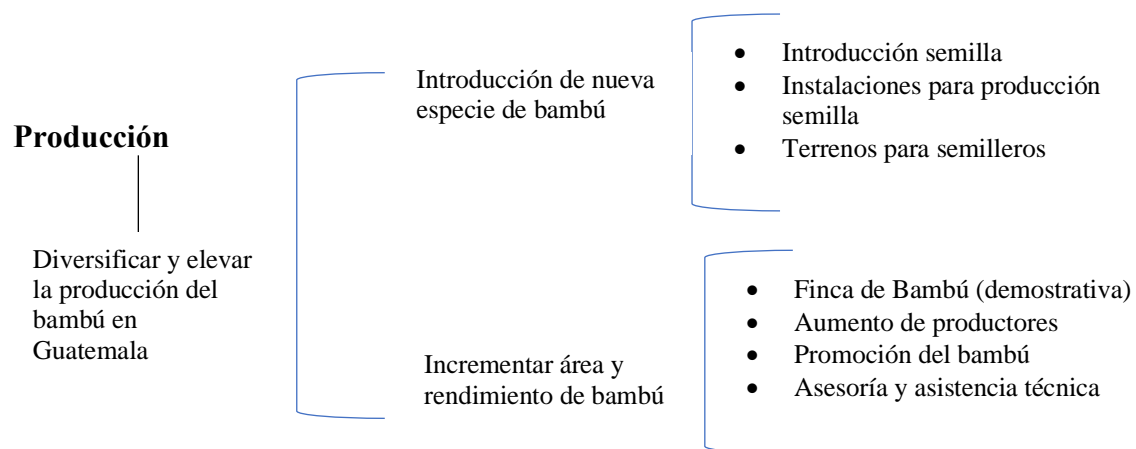 Producción
Diversificar y elevar
la producción del
bambú en
Guatemala
Introducción de nueva
especie de bambú
• Introducción semilla
• Instalaciones para producción
semilla
• Terrenos para semilleros
Incrementar área y
rendimiento de bambú
• Finca de Bambú (demostrativa)
• Aumento de productores
• Promoción del bambú
• Asesoría y asistencia técnica